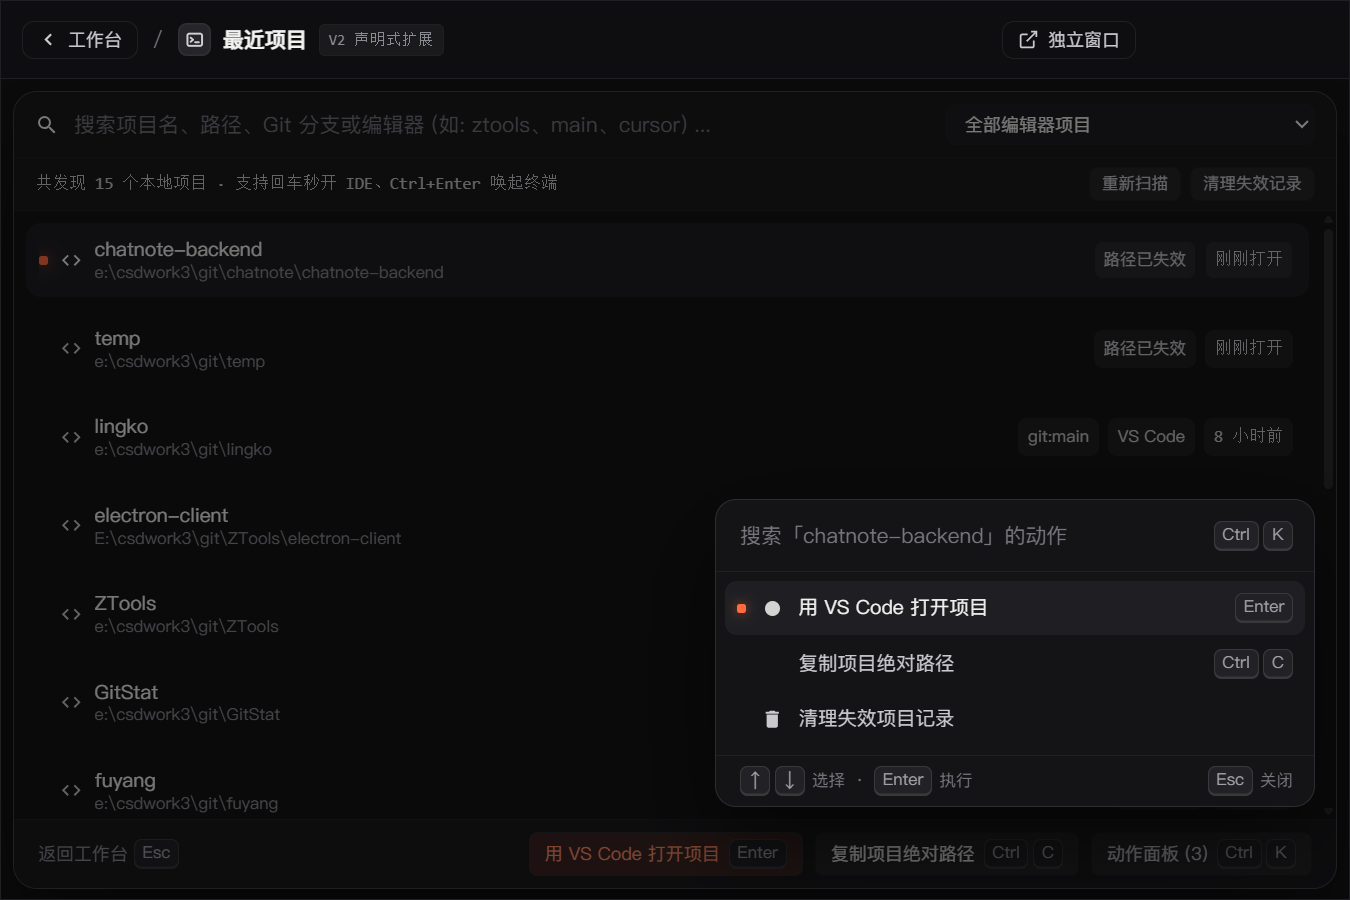 工作台 / 最近项目 V2 声明式扩展 独立窗口
搜索项目名、路径、Git 分支或编辑器 (如: ztools、main、cursor) ... 全部编辑器项目
共发现 15 个本地项目 · 支持回车秒开 IDE、Ctrl+Enter 唤起终端 重新扫描 清理失效记录
chatnote-backend
e:\csdwork3\git\chatnote\chatnote-backend
路径已失效 刚刚打开
temp
e:\csdwork3\git\temp
路径已失效 刚刚打开
lingko
e:\csdwork3\git\lingko
git:main VS Code 8 小时前
electron-client
E:\csdwork3\git\ZTools\electron-client
ZTools
e:\csdwork3\git\ZTools
GitStat
e:\csdwork3\git\GitStat
fuyang
e:\csdwork3\git\fuyang
搜索「chatnote-backend」的动作 Ctrl K
用 VS Code 打开项目 Enter
复制项目绝对路径 Ctrl C
清理失效项目记录
↑ ↓ 选择 · Enter 执行 Esc 关闭
返回工作台 Esc 用 VS Code 打开项目 Enter 复制项目绝对路径 Ctrl C 动作面板 (3) Ctrl K